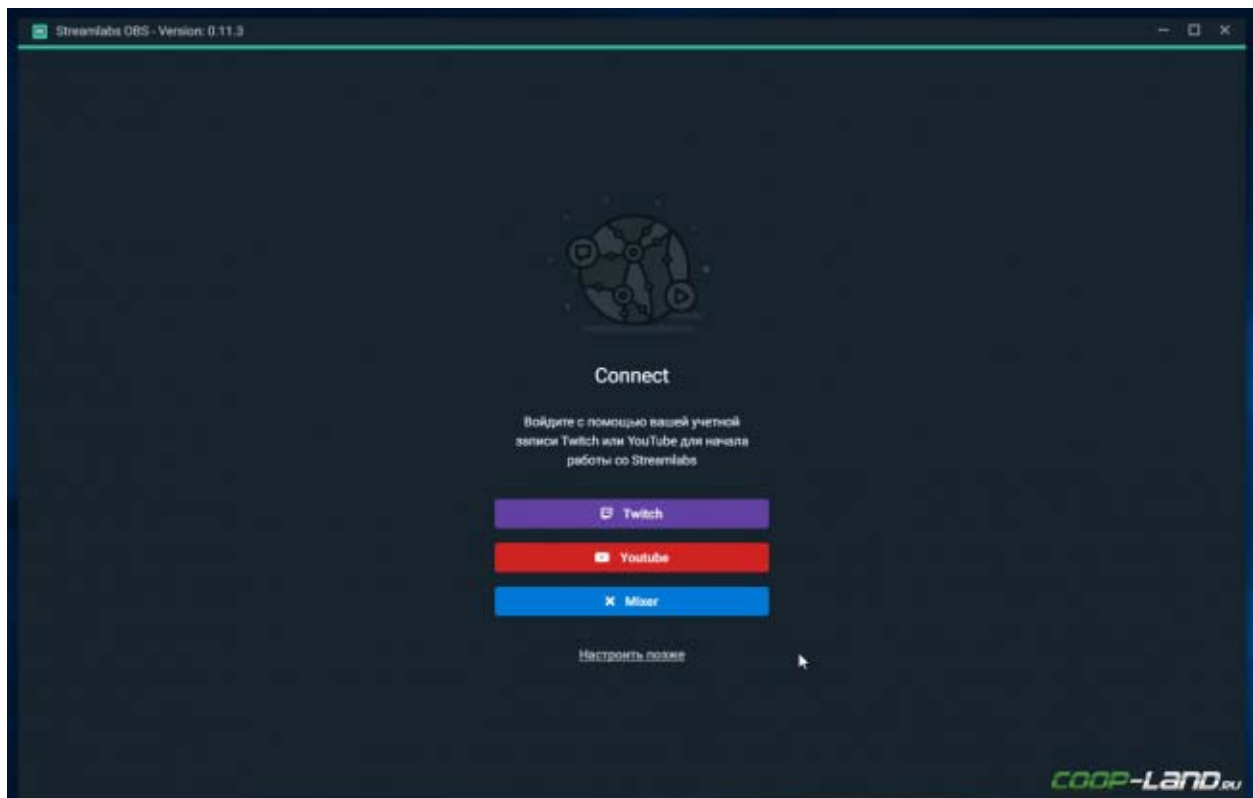 Streamlabs OBS - Version: 0.11.3
Connect
Войдите с помощью вашей учетной
записи Twitch или YouTube для начала
работы со Streamlabs
Twitch
Youtube
Mixer
Настроить позже
COOP-LAND.EU